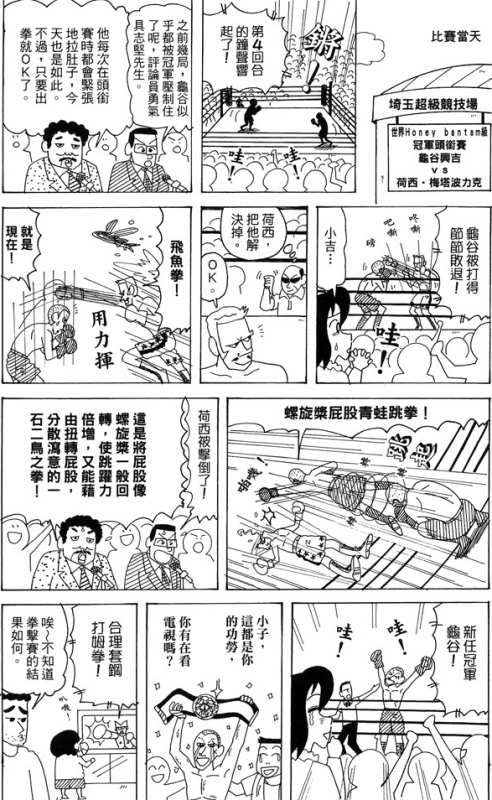 比賽當天
埼玉超級競技場
世界Honey bantam級
冠軍頭銜賽
龜谷興吉
vs
荷西・梅塔波力克
第4回合
的鐘聲響
起了!
鏘!
哇!
哇!
之前幾局,龜谷似
乎都被冠軍壓制住
了呢,評論員勇氣
具志堅先生。
他每次在頭銜
賽時都會緊張
地拉肚子,今
天也是如此。
不過,只要出
拳就OK了。
龜谷被打得
節節敗退!
咚
嘶
磅
小吉…
哇!
荷西,
把他解
決掉。
OK。
飛魚拳!
用力揮
就是
現在!
螺旋槳屁股青蛙跳拳!
跳起
啪噗!
荷西被擊倒了!
這是將屁股像
螺旋槳一般回
轉,使跳躍力
倍增,又能藉
由扭轉屁股,
分散瀉意的一
石二鳥之拳!
新任冠軍
龜谷!
哇!
哇!
小子,
這都是你
的功勞,
你有在看
電視嗎?
合理套鋼
打姆拳!
叭噗!
唉~不知道
拳擊賽的結
果如何。